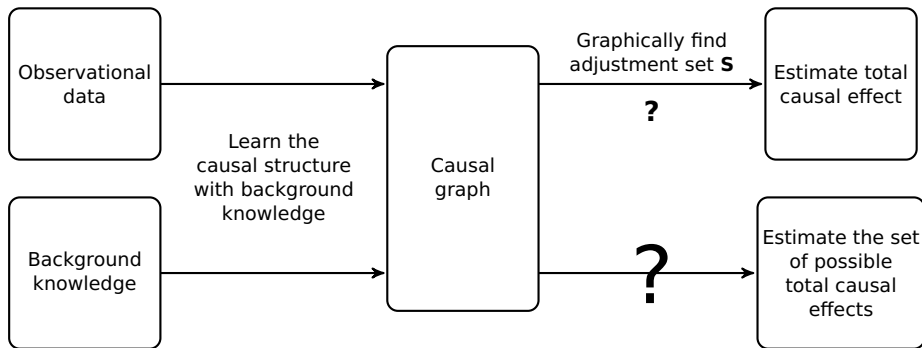 Observational
data
Background
knowledge
Learn the
causal structure
with background
knowledge
Causal
graph
Graphically find
adjustment set S
?
?
Estimate total
causal effect
Estimate the set
of possible
total causal
effects